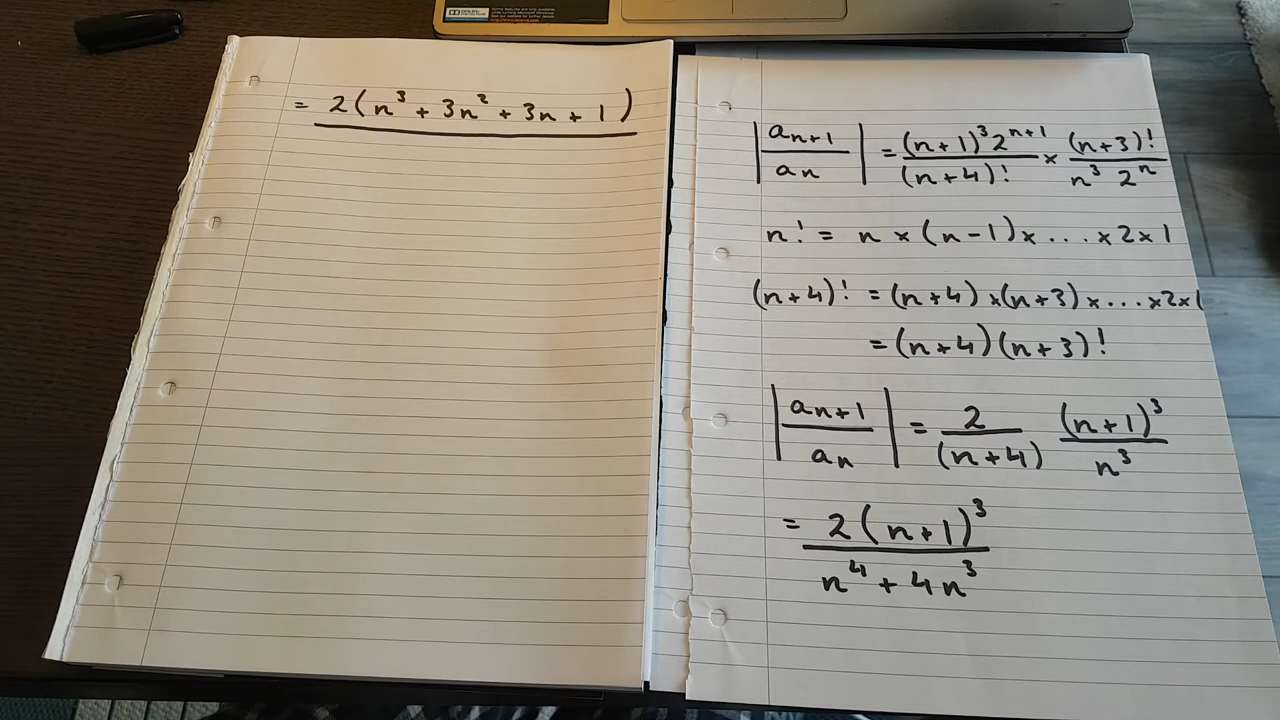 = 2(n³ + 3n² + 3n + 1)
|aₙ₊₁/aₙ| = (n+1)³2ⁿ⁺¹/(n+4)! × (n+3)!/n³ 2ⁿ
n! = n × (n-1) × ... × 2 × 1
(n+4)! = (n+4) × (n+3) × ... × 2 × 1
= (n+4)(n+3)!
|aₙ₊₁/aₙ| = 2/(n+4) (n+1)³/n³
= 2(n+1)³/n⁴ + 4n³